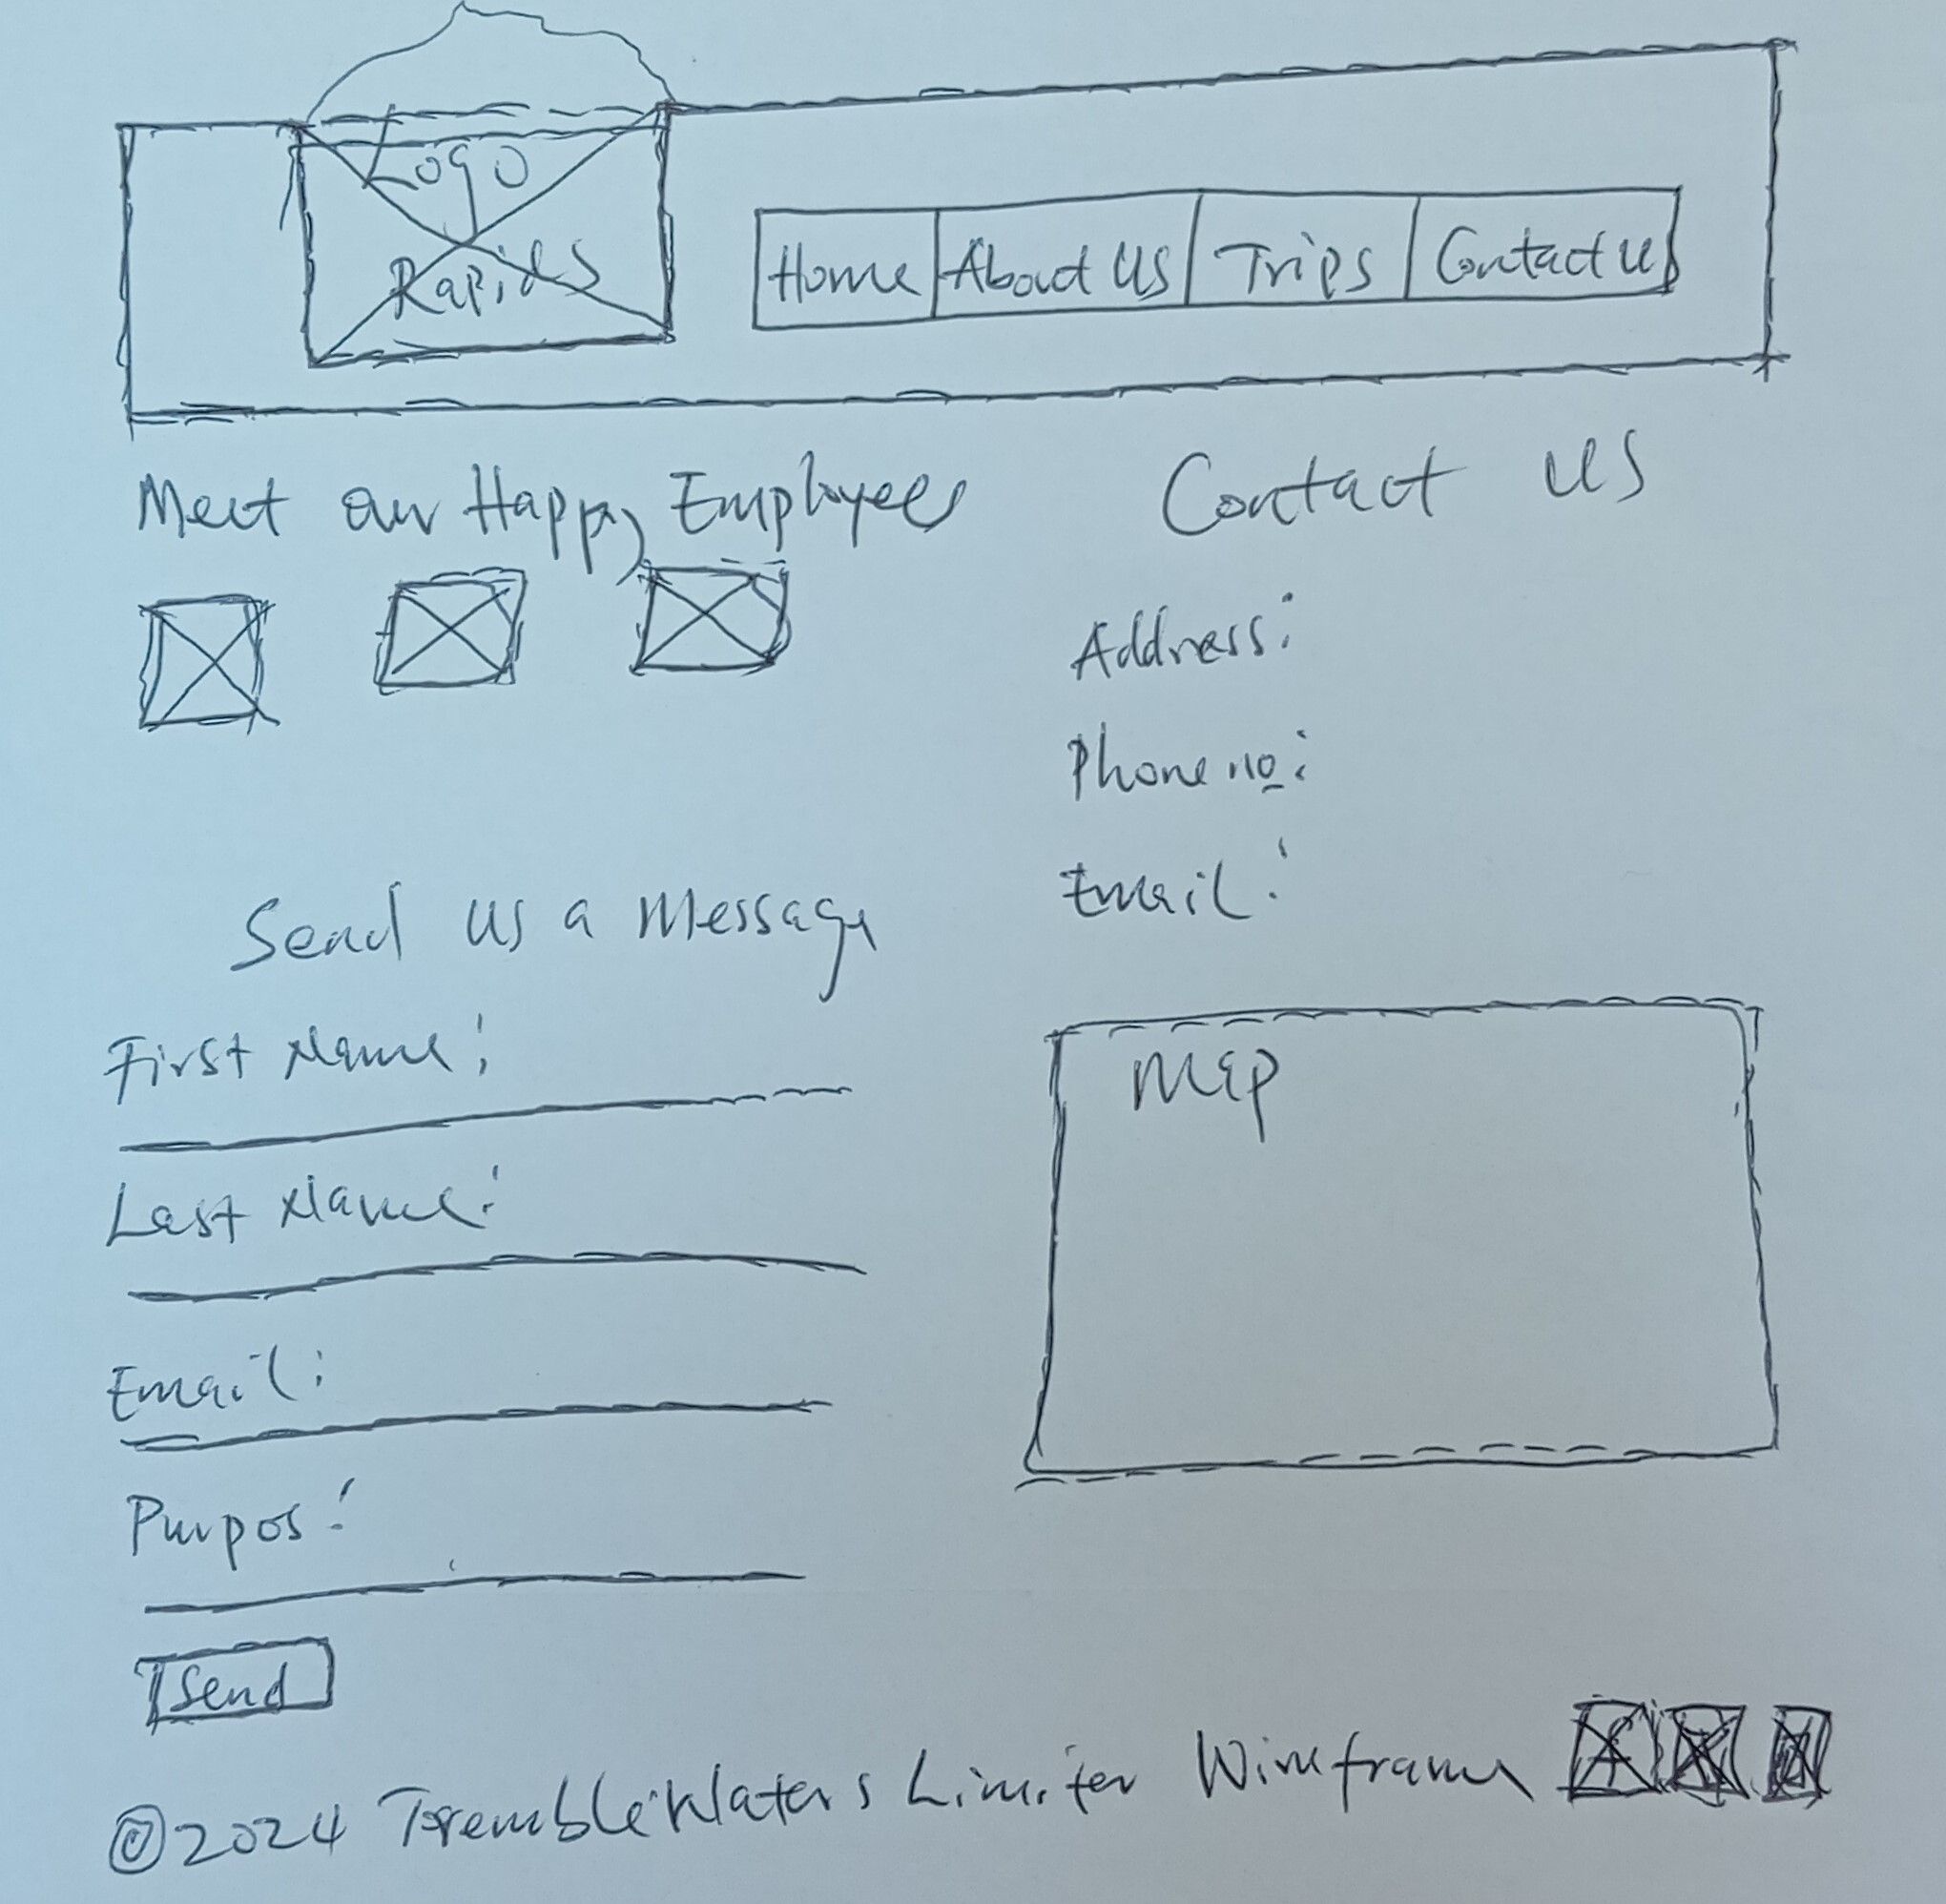 Logo
Rapids
Home About Us Trips Contact us
Meet our Happy Employees
Contact us
Address:
Phone no:
Email:
Send us a Message
First Name:
Last Name:
Email:
Purpos:
Send
Map
©2024 TrembleWaters Limiter Wireframe